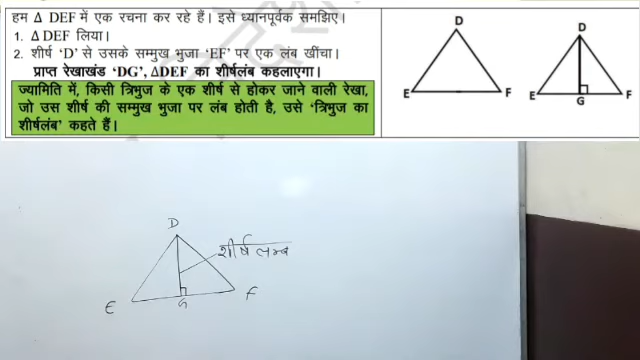 हम Δ DEF में एक रचना कर रहे हैं। इसे ध्यानपूर्वक समझिए।
1. Δ DEF लिया।
2. शीर्ष 'D' से उसके सम्मुख भुजा 'EF' पर एक लंब खींचा।
प्राप्त रेखाखंड 'DG', ΔDEF का शीर्षलंब कहलाएगा।
ज्यामिति में, किसी त्रिभुज के एक शीर्ष से होकर जाने वाली रेखा,
जो उस शीर्ष की सम्मुख भुजा पर लंब होती है, उसे 'त्रिभुज का
शीर्षलंब' कहते हैं।
D
E F
D
E G F
D
शीर्ष लम्ब
E G F